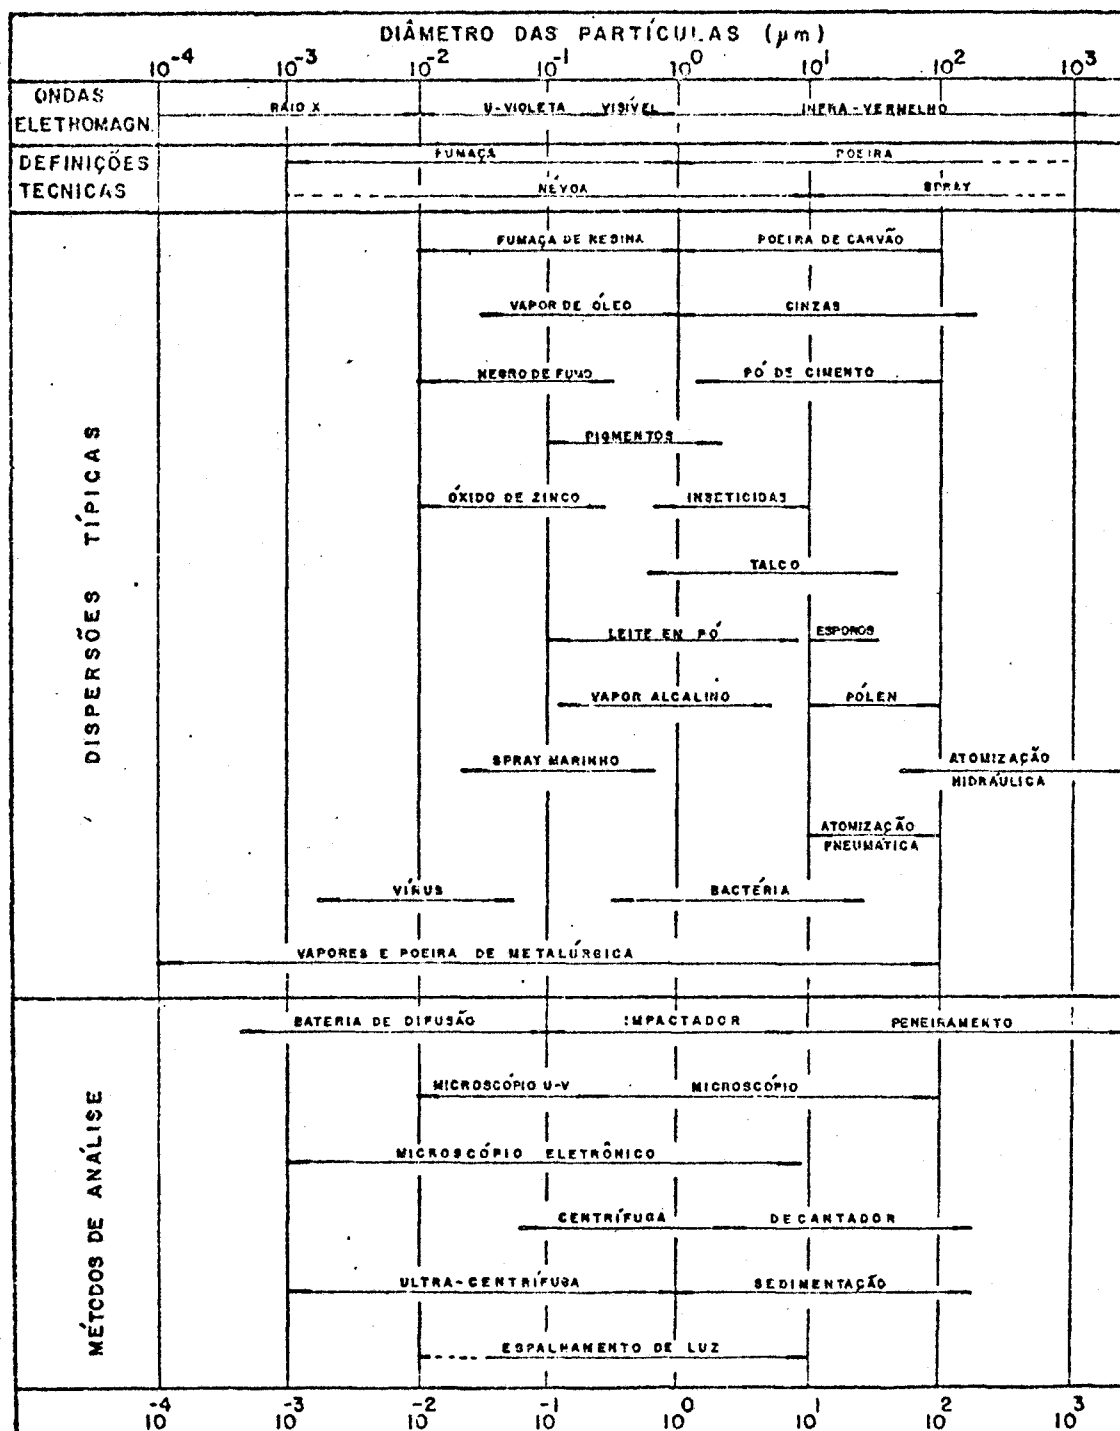 DIÂMETRO DAS PARTÍCULAS (µm)
10-4 10-3 10-2 10-1 100 101 102 103
ONDAS
ELETROMAGN.
RAIO X U-VIOLETA VISÍVEL INFRA-VERMELHO
DEFINIÇÕES
TECNICAS
FUMAÇA POEIRA
NÉVOA SPRAY
DISPERSÕES TÍPICAS
FUMAÇA DE RESINA POEIRA DE CARVÃO
VAPOR DE ÓLEO CINZAS
NEGRO DE FUMO PÓ DE CIMENTO
PIGMENTOS
ÓXIDO DE ZINCO INSETICIDAS
TALCO
LEITE EM PÓ ESPOROS
VAPOR ALCALINO PÓLEN
SPRAY MARINHO ATOMIZAÇÃO
HIDRÁULICA
ATOMIZAÇÃO
PNEUMÁTICA
VÍRUS BACTÉRIA
VAPORES E POEIRA DE METALÚRGICA
MÉTODOS DE ANÁLISE
BATERIA DE DIFUSÃO IMPACTADOR PENEIRAMENTO
MICROSCÓPIO U-V MICROSCÓPIO
MICROSCÓPIO ELETRÔNICO
CENTRÍFUGA DECANTADOR
ULTRA-CENTRÍFUGA SEDIMENTAÇÃO
ESPALHAMENTO DE LUZ
10-4 10-3 10-2 10-1 100 101 102 103